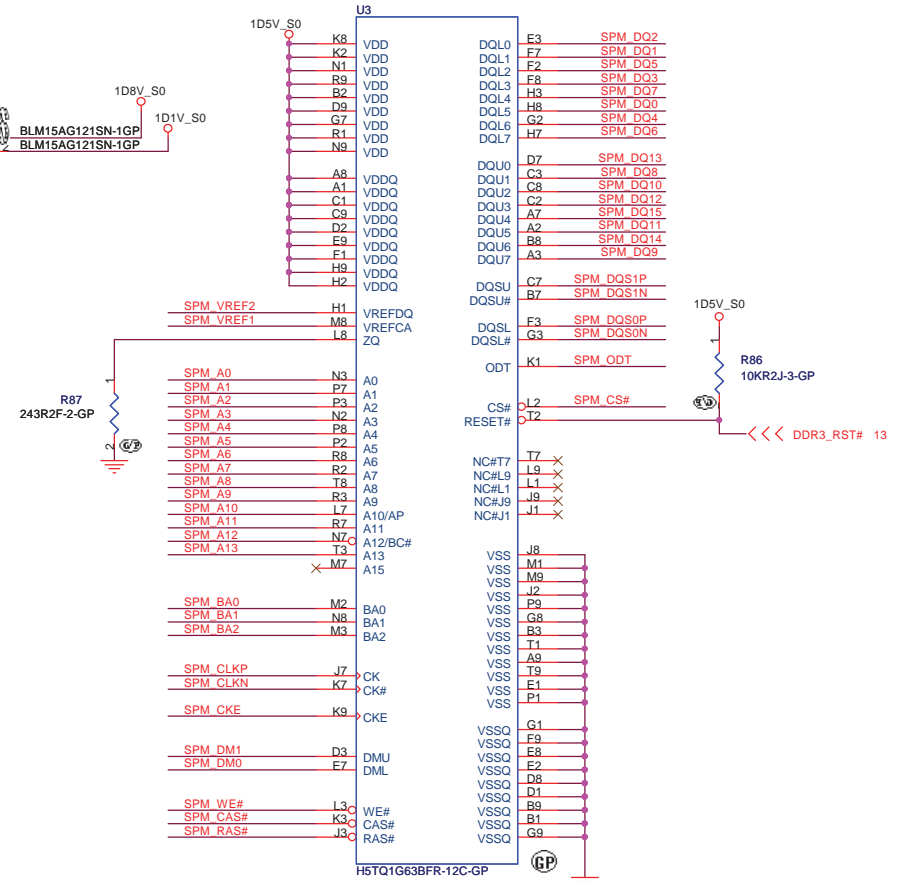 U3
1D5V_S0
1D8V_S0
1D1V_S0
BLM15AG121SN-1GP
2
BLM15AG121SN-1GP
K8 VDD
K2 VDD
N1 VDD
R9 VDD
B2 VDD
D9 VDD
G7 VDD
R1 VDD
N9 VDD
A8 VDDQ
A1 VDDQ
C1 VDDQ
C9 VDDQ
D2 VDDQ
E9 VDDQ
F1 VDDQ
H9 VDDQ
H2 VDDQ
SPM_VREF2 H1 VREFDQ
SPM_VREF1 M8 VREFCA
L8 ZQ
1
R87
243R2F-2-GP
2
GP
SPM_A0 N3 A0
SPM_A1 P7 A1
SPM_A2 P3 A2
SPM_A3 N2 A3
SPM_A4 P8 A4
SPM_A5 P2 A5
SPM_A6 R8 A6
SPM_A7 R2 A7
SPM_A8 T8 A8
SPM_A9 R3 A9
SPM_A10 L7 A10/AP
SPM_A11 R7 A11
SPM_A12 N7 A12/BC#
SPM_A13 T3 A13
M7 A15
SPM_BA0 M2 BA0
SPM_BA1 N8 BA1
SPM_BA2 M3 BA2
SPM_CLKP J7 CK
SPM_CLKN K7 CK#
SPM_CKE K9 CKE
SPM_DM1 D3 DMU
SPM_DM0 E7 DML
SPM_WE# L3 WE#
SPM_CAS# K3 CAS#
SPM_RAS# J3 RAS#
DQL0 E3 SPM_DQ2
DQL1 F7 SPM_DQ1
DQL2 F2 SPM_DQ5
DQL3 F8 SPM_DQ3
DQL4 H3 SPM_DQ7
DQL5 H8 SPM_DQ0
DQL6 G2 SPM_DQ4
DQL7 H7 SPM_DQ6
DQU0 D7 SPM_DQ13
DQU1 C3 SPM_DQ8
DQU2 C8 SPM_DQ10
DQU3 C2 SPM_DQ12
DQU4 A7 SPM_DQ15
DQU5 A2 SPM_DQ11
DQU6 B8 SPM_DQ14
DQU7 A3 SPM_DQ9
DQSU C7 SPM_DQS1P
DQSU# B7 SPM_DQS1N
DQSL F3 SPM_DQS0P
DQSL# G3 SPM_DQS0N
ODT K1 SPM_ODT
CS# L2 SPM_CS#
RESET# T2
1D5V_S0
1
R86
10KR2J-3-GP
DDR3_RST# 13
NC#T7 T7
NC#L9 L9
NC#L1 L1
NC#J9 J9
NC#J1 J1
VSS J8
VSS M1
VSS M9
VSS J2
VSS P9
VSS G8
VSS B3
VSS T1
VSS A9
VSS T9
VSS E1
VSS P1
VSSQ G1
VSSQ F9
VSSQ E8
VSSQ E2
VSSQ D8
VSSQ D1
VSSQ B9
VSSQ B1
VSSQ G9
GP
H5TQ1G63BFR-12C-GP